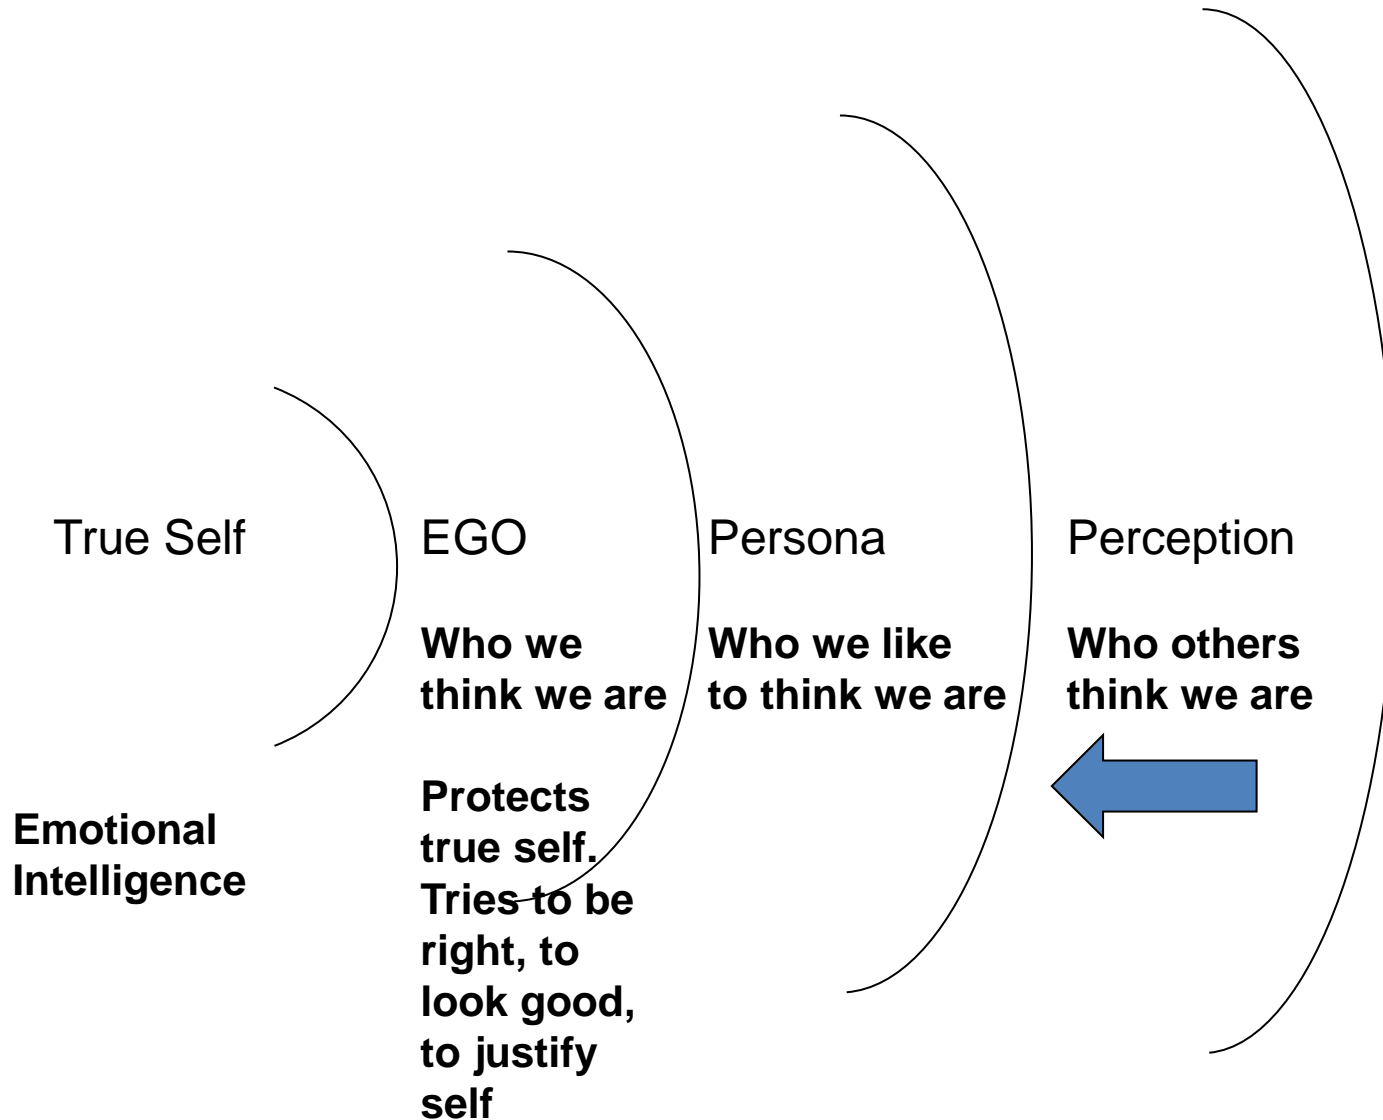 True Self
Emotional
Intelligence
EGO
Who we
think we are
Protects
true self.
Tries to be
right, to
look good,
to justify
self
Persona
Who we like
to think we are
Perception
Who others
think we are